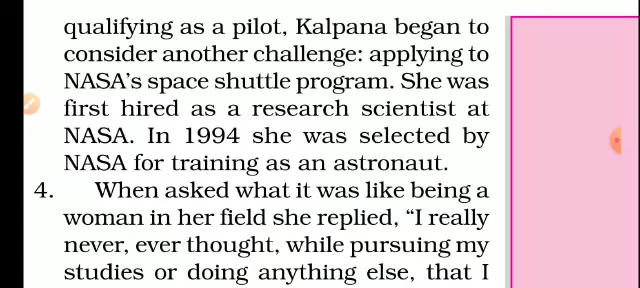 qualifying as a pilot, Kalpana began to
consider another challenge: applying to
NASA's space shuttle program. She was
first hired as a research scientist at
NASA. In 1994 she was selected by
NASA for training as an astronaut.
4. When asked what it was like being a
woman in her field she replied, “I really
never, ever thought, while pursuing my
studies or doing anything else, that I